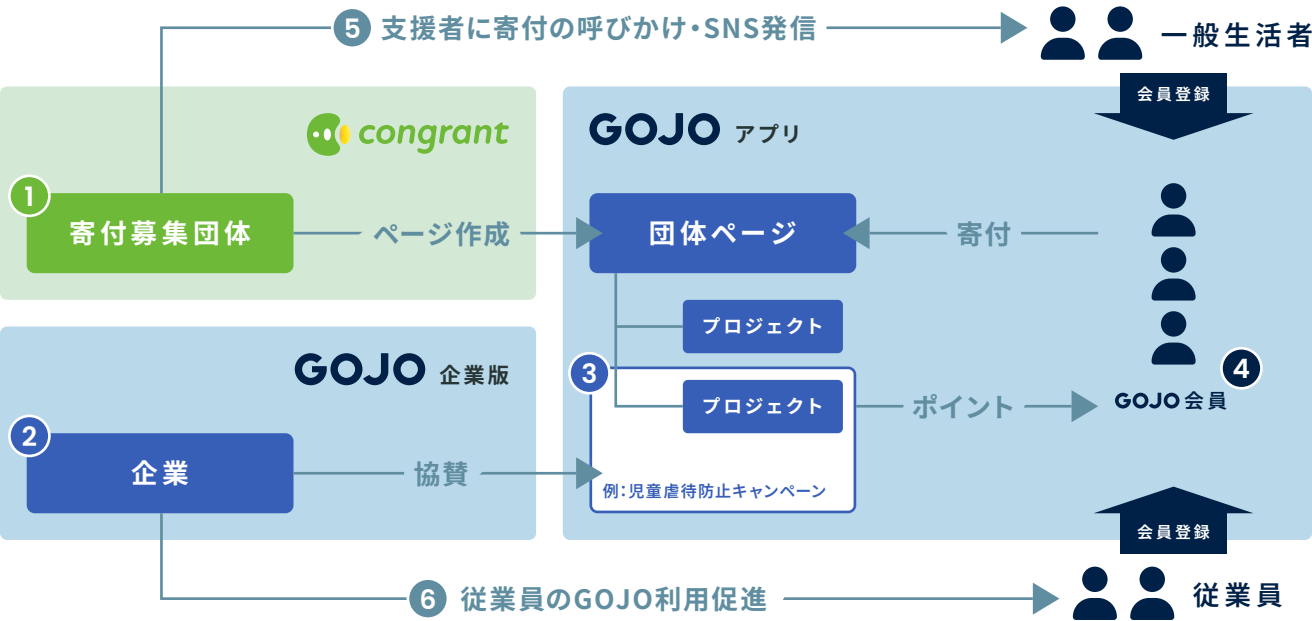 5 支援者に寄付の呼びかけ・SNS発信
一般生活者
会員登録
congrant
GOJO アプリ
1
寄付募集団体
ページ作成
団体ページ
寄付
プロジェクト
GOJO 企業版
3
プロジェクト
ポイント
4
GOJO会員
2
企業
協賛
例：児童虐待防止キャンペーン
会員登録
6 従業員のGOJO利用促進
従業員